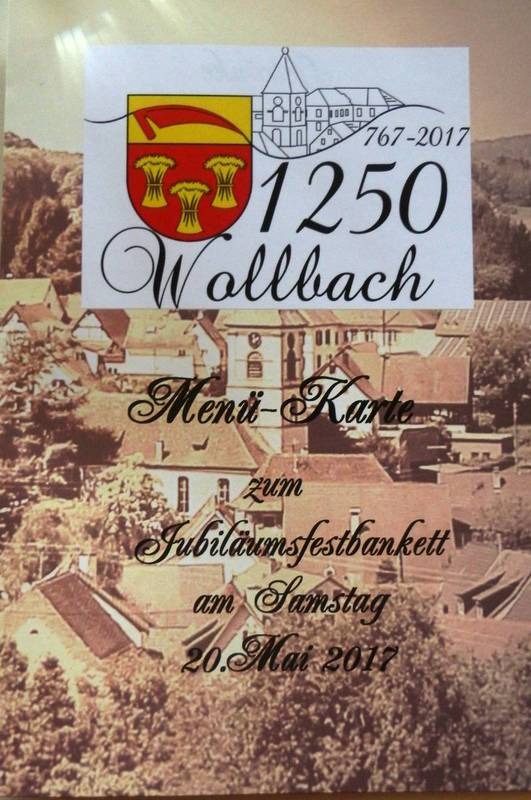 767-2017
1250
Wollbach
Menü-Karte
zum
Jubiläumsfestbankett
am Samstag
20.Mai 2017